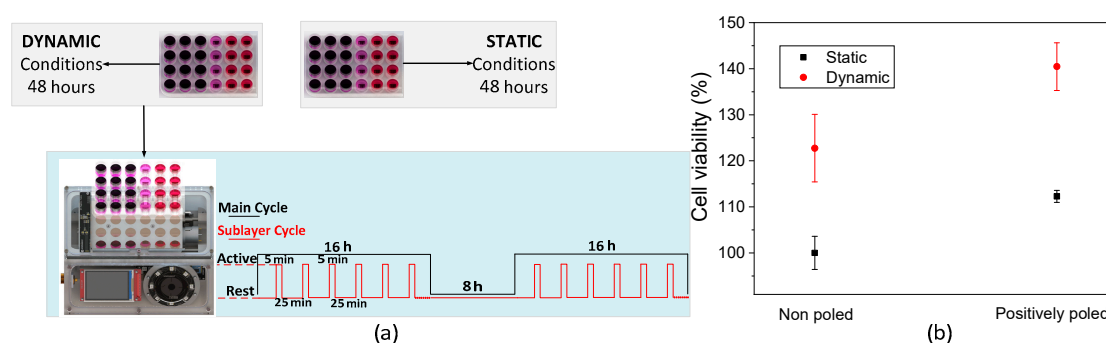 DYNAMIC
Conditions
48 hours
STATIC
Conditions
48 hours
Main Cycle
Sublayer Cycle
16 h
16 h
Active
5 min
5 min
Rest
25 min
25 min
8 h
(a)
150
140
130
120
110
100
Cell viability (%)
Static
Dynamic
Non poled
Positively poled
(b)